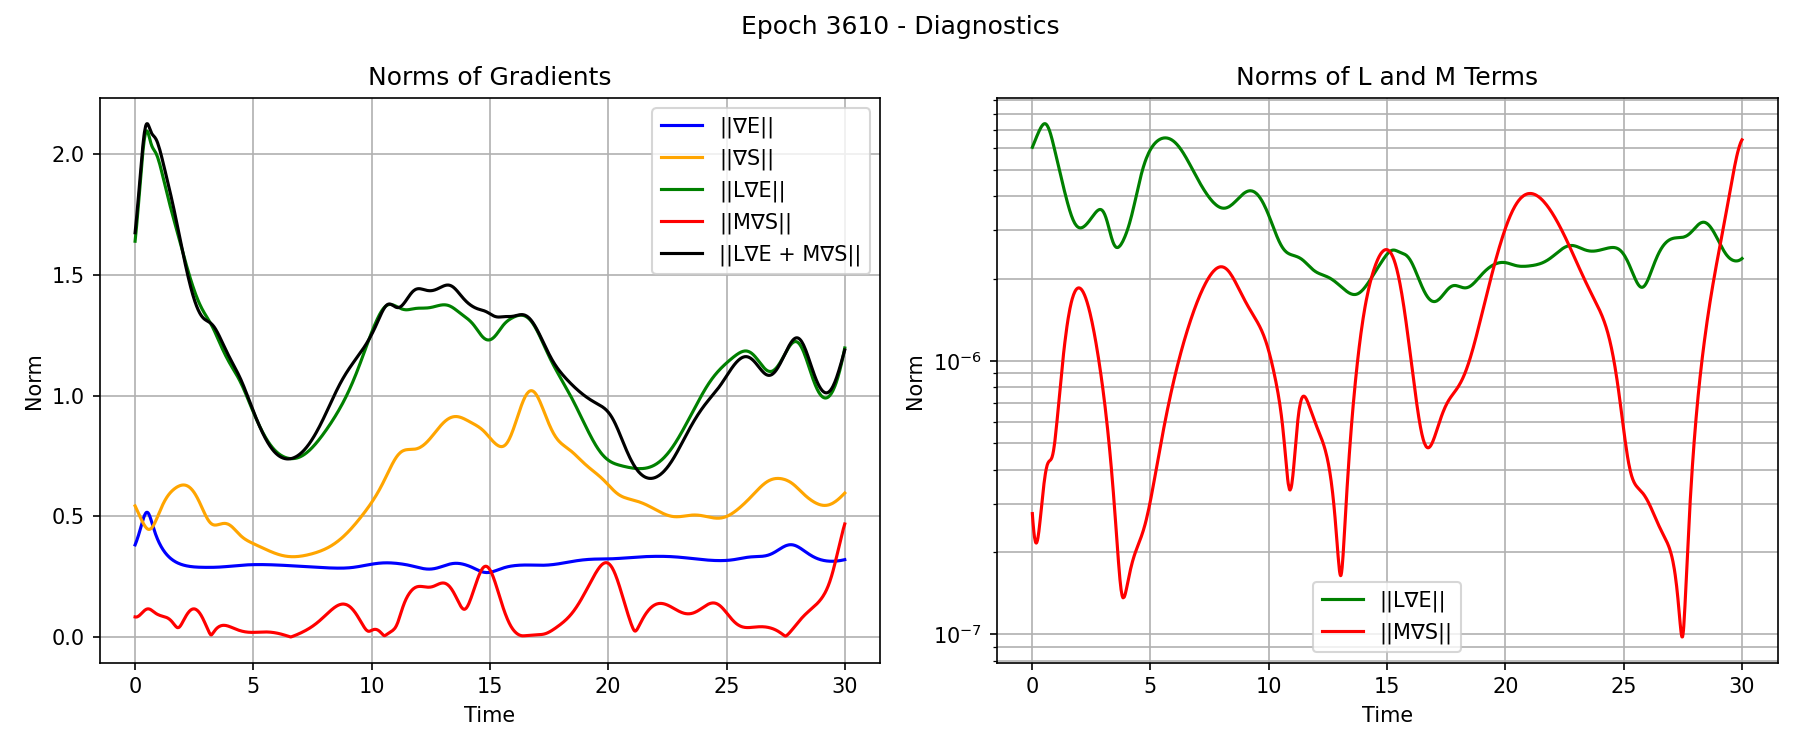 Epoch 3610 - Diagnostics
Norms of Gradients
Norm
2.0
1.5
1.0
0.5
0.0
0 5 10 15 20 25 30
Time
||∇E||
||∇S||
||L∇E||
||M∇S||
||L∇E + M∇S||
Norms of L and M Terms
Norm
10⁻⁶
10⁻⁷
0 5 10 15 20 25 30
Time
||L∇E||
||M∇S||